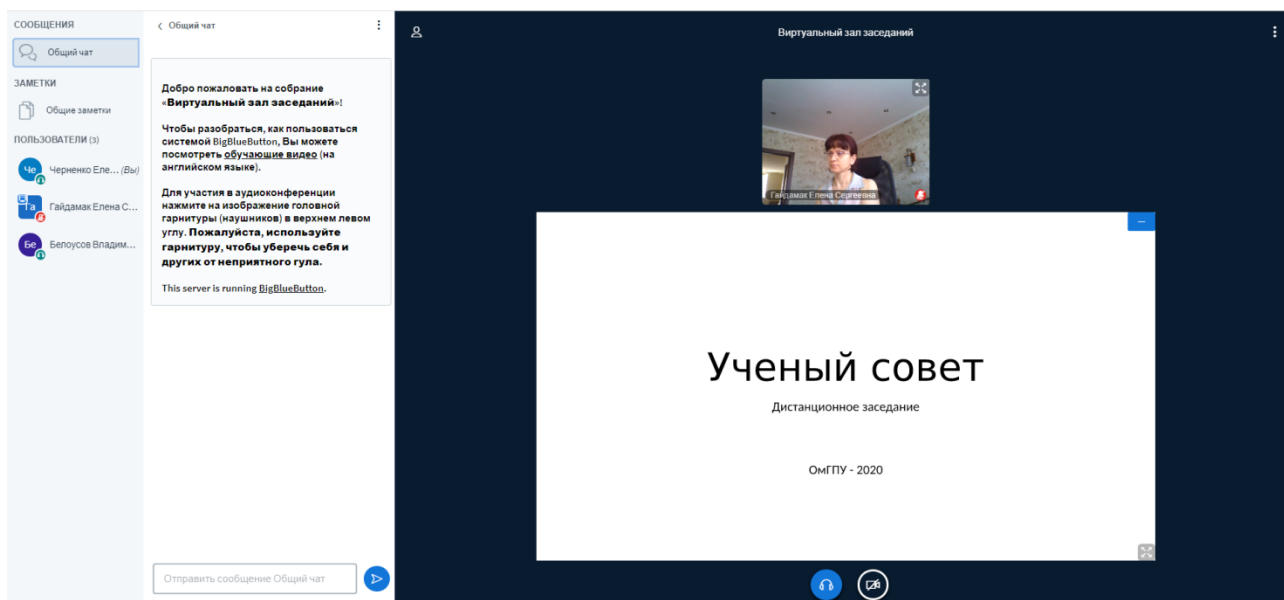 СООБЩЕНИЯ
Общий чат
ЗАМЕТКИ
Общие заметки
ПОЛЬЗОВАТЕЛИ (3)
Че Черненко Еле... (Вы)
Га Гайдамак Елена С...
Бе Белоусов Владим...
Общий чат
Добро пожаловать на собрание
«Виртуальный зал заседаний»!
Чтобы разобраться, как пользоваться
системой BigBlueButton, Вы можете
посмотреть обучающие видео (на
английском языке).
Для участия в аудиоконференции
нажмите на изображение головной
гарнитуры (наушников) в верхнем левом
углу. Пожалуйста, используйте
гарнитуру, чтобы уберечь себя и
других от неприятного гула.
This server is running BigBlueButton.
Отправить сообщение Общий чат
Виртуальный зал заседаний
Гайдамак Елена Сергеевна
Ученый совет
Дистанционное заседание
ОмГПУ - 2020